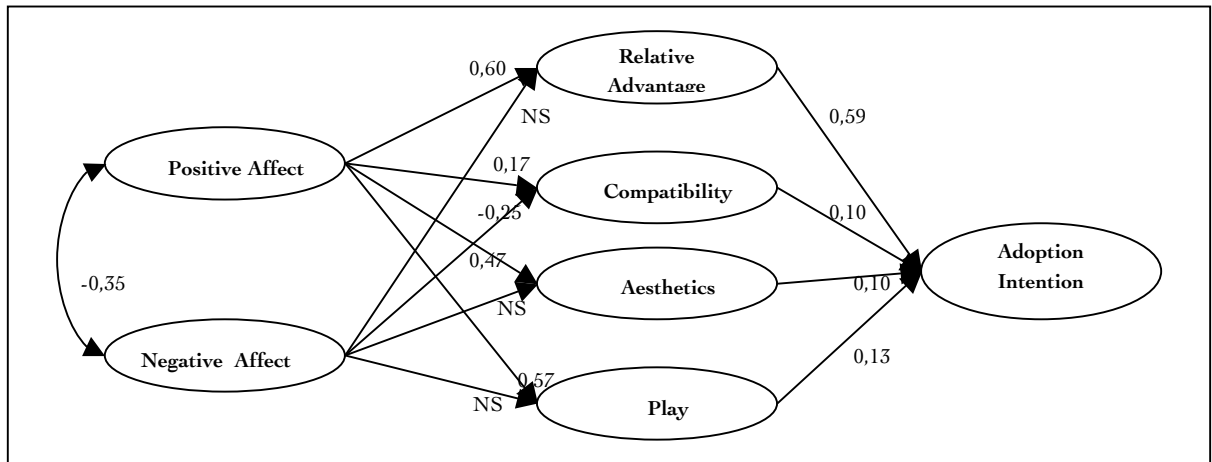 Relative
Advantage
0,60
NS
0,59
Positive Affect
0,17
Compatibility
-0,25
0,10
Adoption
Intention
0,47
-0,35
Aesthetics
0,10
NS
Negative Affect
0,13
0,57
NS
Play